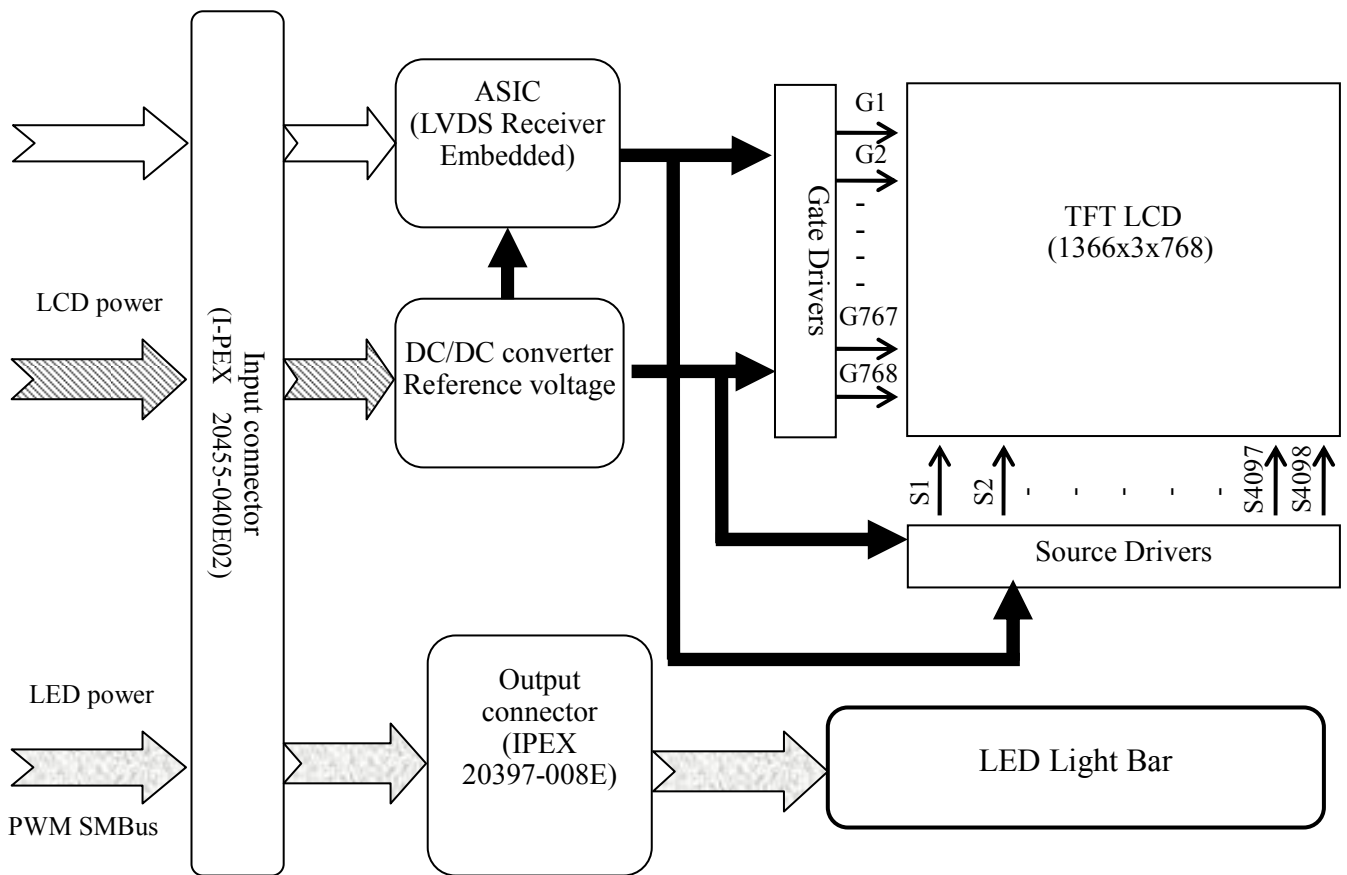 ASIC
(LVDS Receiver
Embedded)
LCD power
DC/DC converter
Reference voltage
Input connector
(I-PEX 20455-040E02)
Gate Drivers
G1
G2
-
-
-
-
G767
G768
TFT LCD
(1366x3x768)
S1
S2
- - - - -
S4097
S4098
Source Drivers
LED power
PWM SMBus
Output
connector
(IPEX
20397-008E)
LED Light Bar